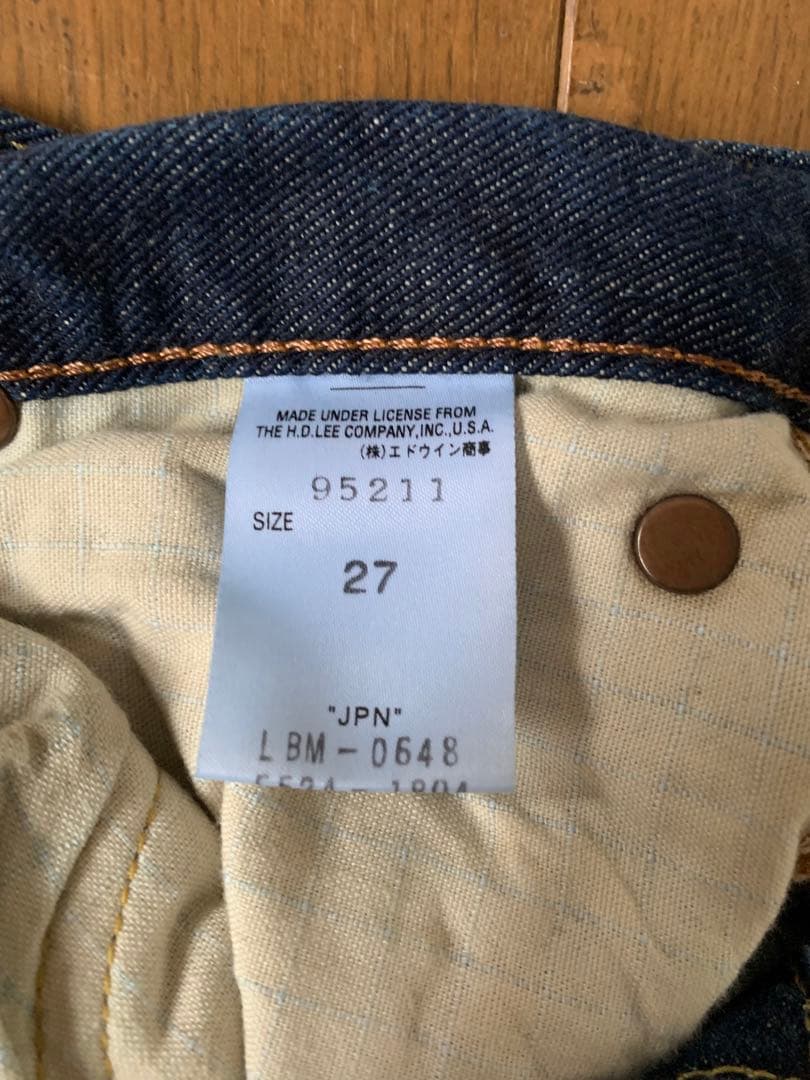 MADE UNDER LICENSE FROM
THE H.D.LEE COMPANY,INC.,U.S.A.
(株)エドウイン商事
95211
SIZE
27
"JPN"
LBM-0648